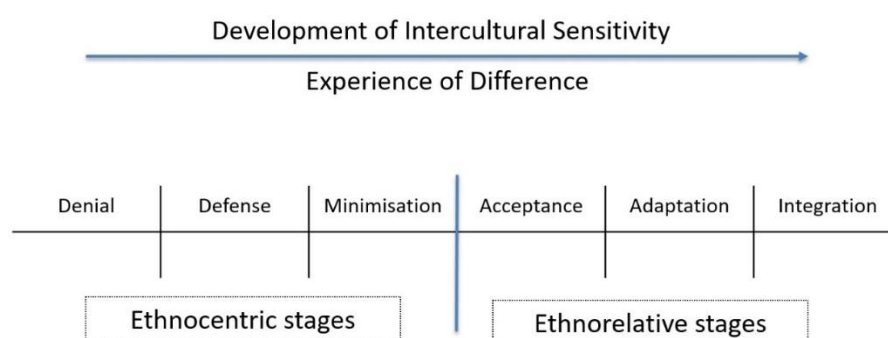 Development of Intercultural Sensitivity
Experience of Difference
Denial Defense Minimisation Acceptance Adaptation Integration
Ethnocentric stages Ethnorelative stages